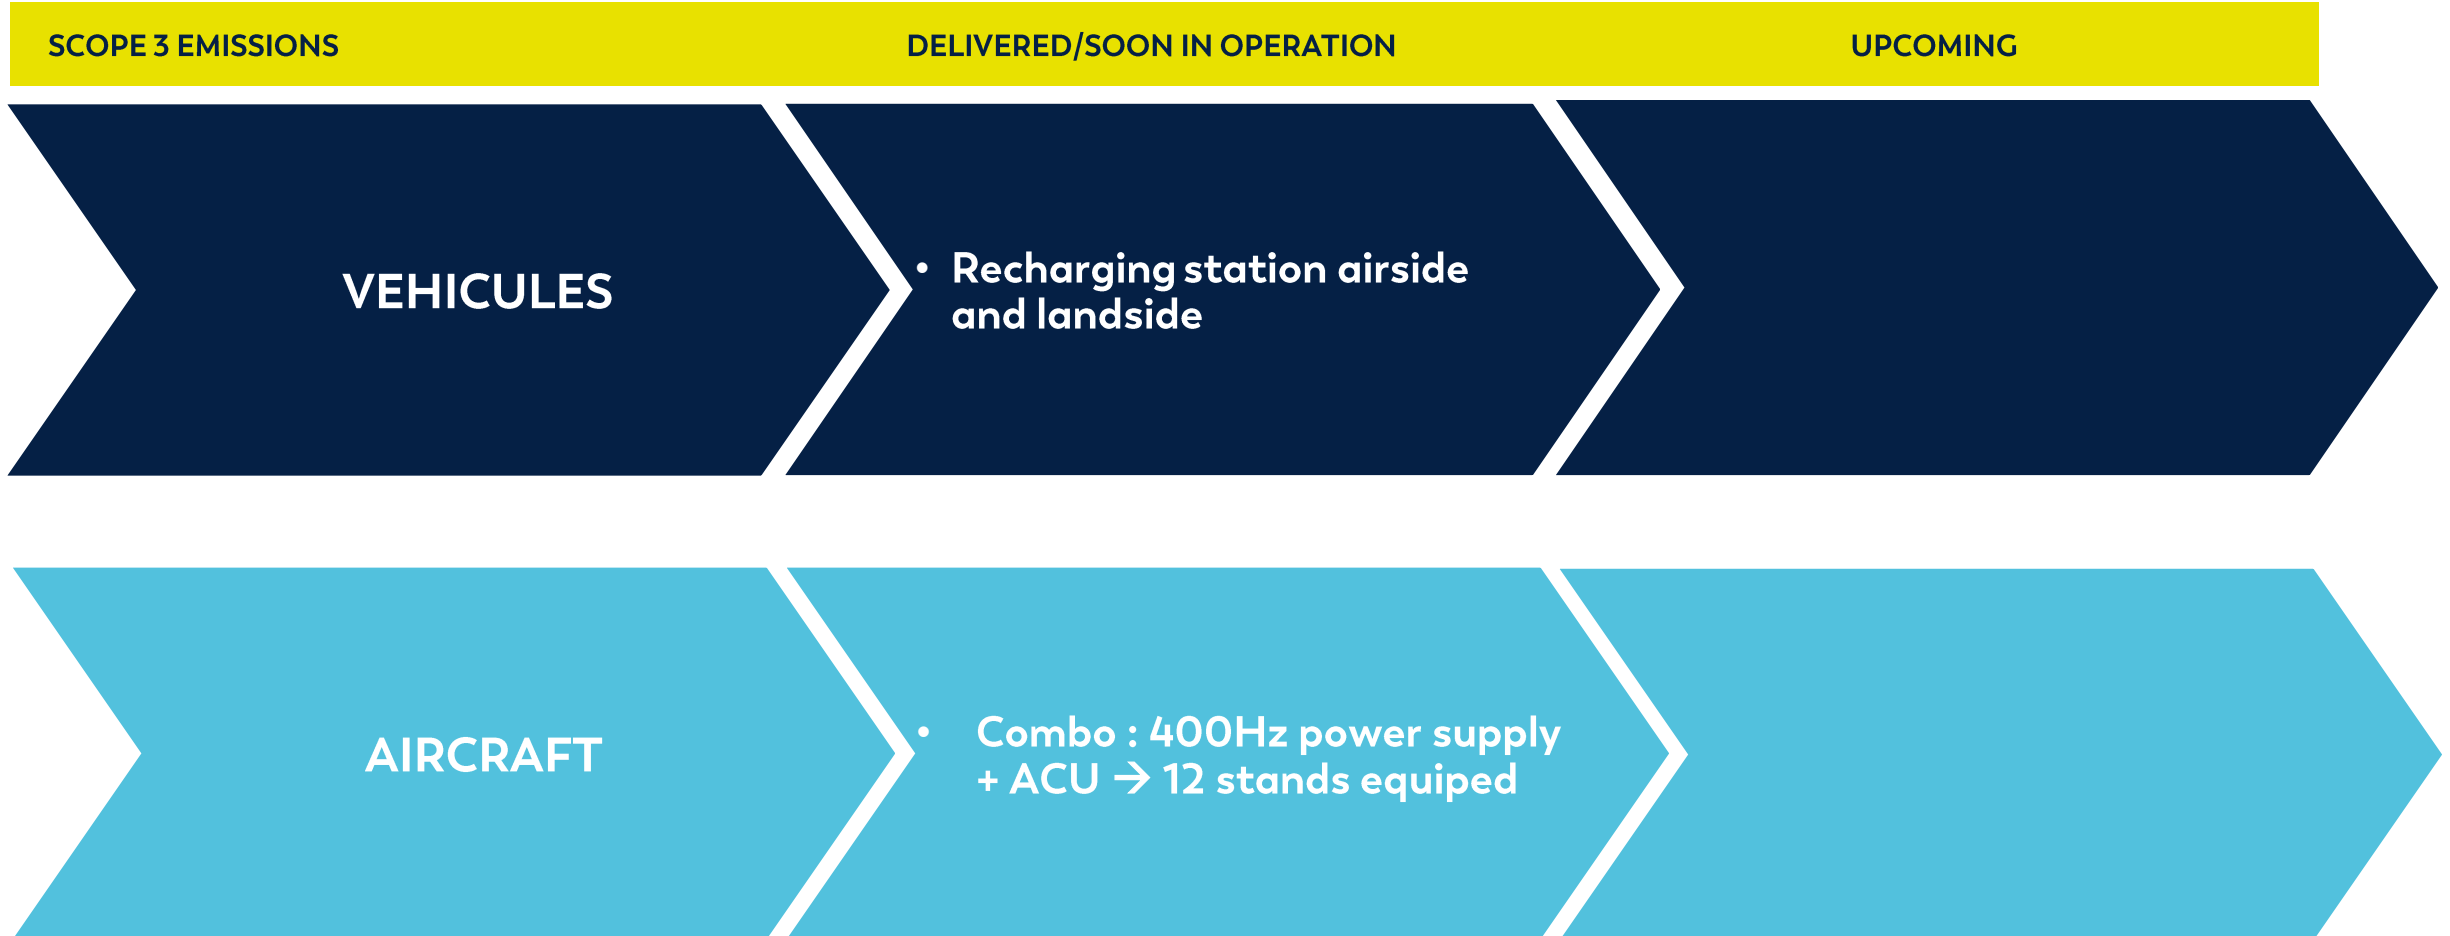 SCOPE 3 EMISSIONS DELIVERED/SOON IN OPERATION UPCOMING
VEHICULES
• Recharging station airside
and landside
AIRCRAFT
• Combo : 400Hz power supply
+ ACU → 12 stands equiped